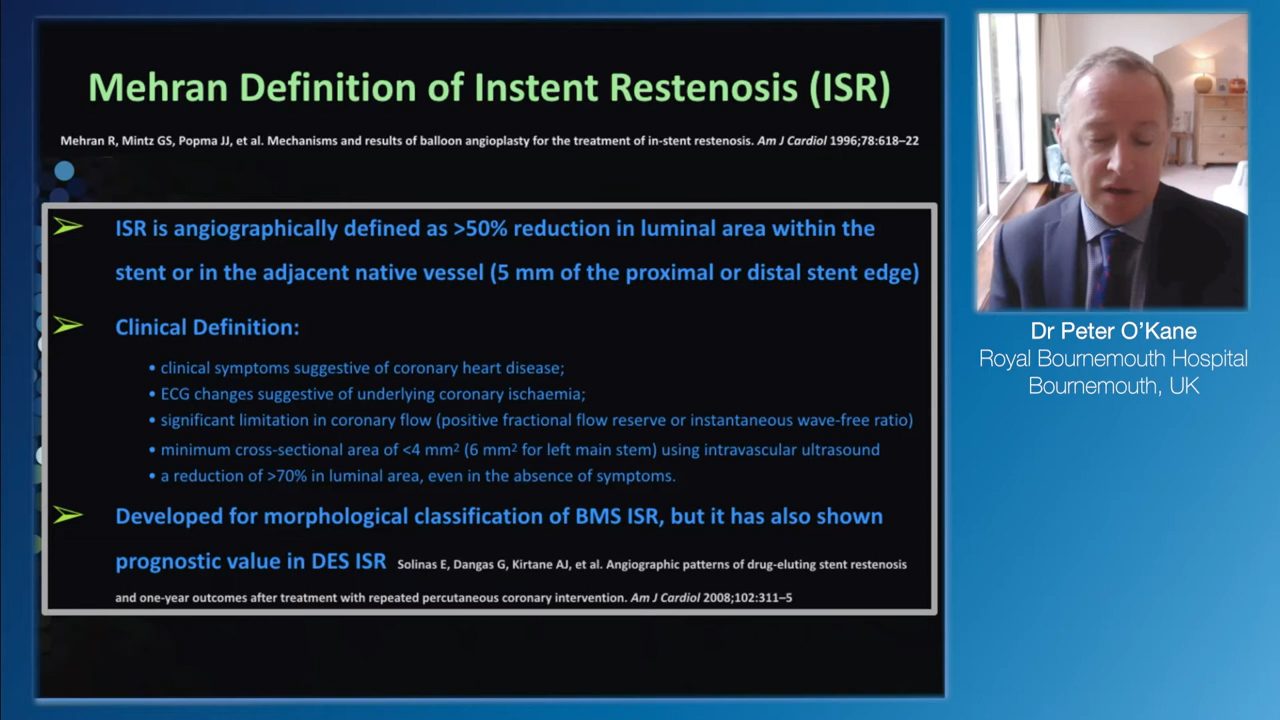 Mehran Definition of Instent Restenosis (ISR)
Mehran R, Mintz GS, Popma JJ, et al. Mechanisms and results of balloon angioplasty for the treatment of in-stent restenosis. Am J Cardiol 1996;78:618–22
➢ ISR is angiographically defined as >50% reduction in luminal area within the
stent or in the adjacent native vessel (5 mm of the proximal or distal stent edge)
➢ Clinical Definition:
• clinical symptoms suggestive of coronary heart disease;
• ECG changes suggestive of underlying coronary ischaemia;
• significant limitation in coronary flow (positive fractional flow reserve or instantaneous wave-free ratio)
• minimum cross-sectional area of <4 mm² (6 mm² for left main stem) using intravascular ultrasound
• a reduction of >70% in luminal area, even in the absence of symptoms.
➢ Developed for morphological classification of BMS ISR, but it has also shown
prognostic value in DES ISR Solinas E, Dangas G, Kirtane AJ, et al. Angiographic patterns of drug-eluting stent restenosis
and one-year outcomes after treatment with repeated percutaneous coronary intervention. Am J Cardiol 2008;102:311–5
Dr Peter O’Kane
Royal Bournemouth Hospital
Bournemouth, UK